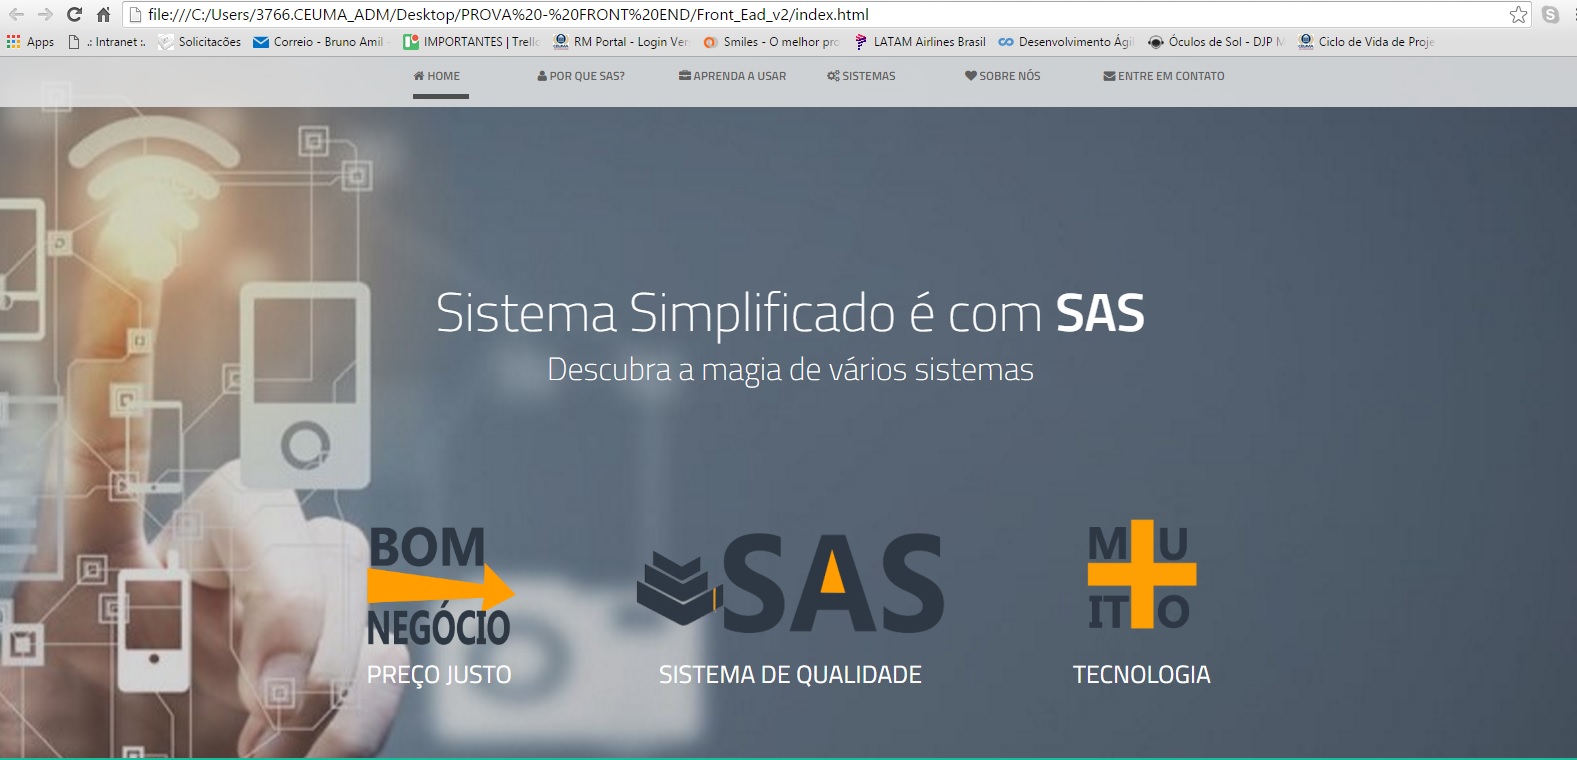 file:///C:/Users/3766.CEUMA_ADM/Desktop/PROVA%20-%20FRONT%20END/Front_Ead_v2/index.html
Apps .: Intranet :. Solicitacões Correio - Bruno Amil - IMPORTANTES | Trello RM Portal - Login Ver Smiles - O melhor pro LATAM Airlines Brasil Desenvolvimento Ági Óculos de Sol - DJP M Ciclo de Vida de Proje
HOME POR QUE SAS? APRENDA A USAR SISTEMAS SOBRE NÓS ENTRE EM CONTATO
Sistema Simplificado é com SAS
Descubra a magia de vários sistemas
BOM
NEGÓCIO
PREÇO JUSTO
SAS
SISTEMA DE QUALIDADE
M U
IT O
TECNOLOGIA